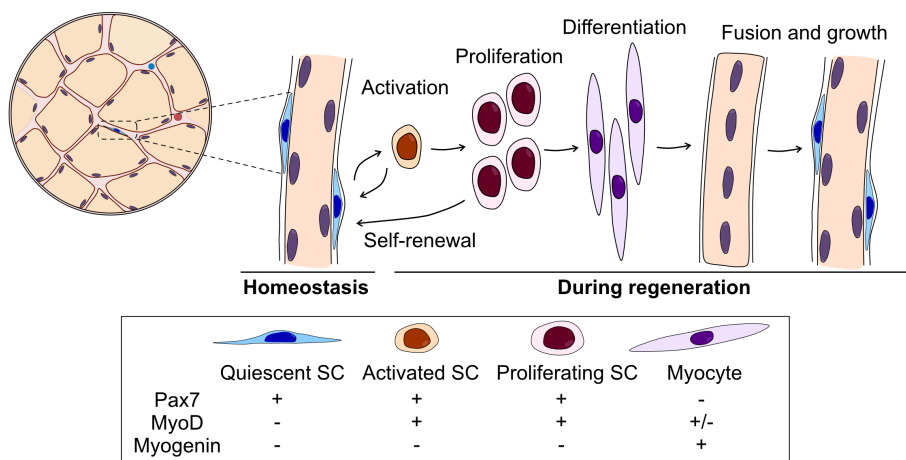 Differentiation
Fusion and growth
Proliferation
Activation
Self-renewal
Homeostasis
During regeneration
Quiescent SC Activated SC Proliferating SC Myocyte
Pax7 + + + -
MyoD - + + +/-
Myogenin - - - +